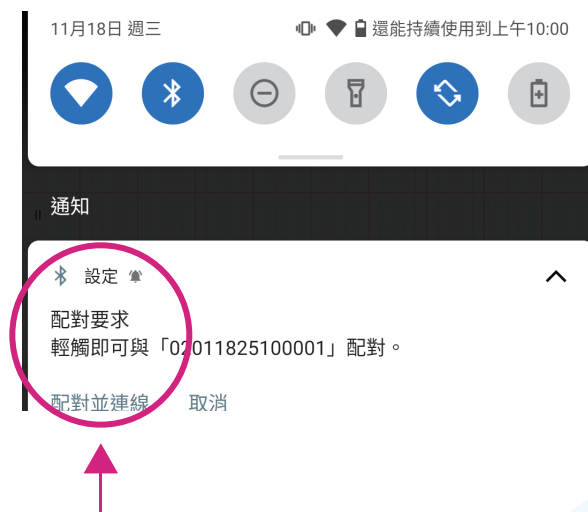 11月18日 週三 還能持續使用到上午10:00
通知
設定
配對要求
輕觸即可與「02011825100001」配對。
配對並連線 取消